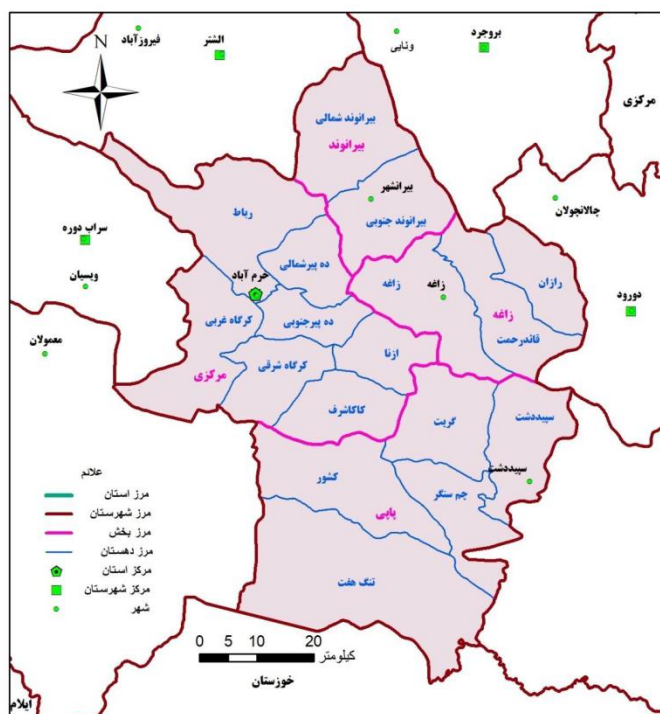 فیروزآباد
الشتر
ونایی
بروجرد
N
مرکزی
بیرانوند شمالی
بیرانوند
بیرانشهر
بیرانوند جنوبی
چالانچولان
رباط
سراب دوره
ویسیان
ده پیرشمالی
خرم آباد
زاغه
زاغه
رازان
زاغه
قائدرحمت
دورود
کرگاه غربی
ده پیرجنوبی
معمولان
ازنا
کرگاه شرقی
مرکزی
کاکاشرف
گریت
سپیددشت
سپیددشت
کشور
چم سنگر
پاپی
تنگ هفت
علائم
مرز استان
مرز شهرستان
مرز بخش
مرز دهستان
مرکز استان
مرکز شهرستان
شهر
0 5 10 20
کیلومتر
خوزستان
ایلام